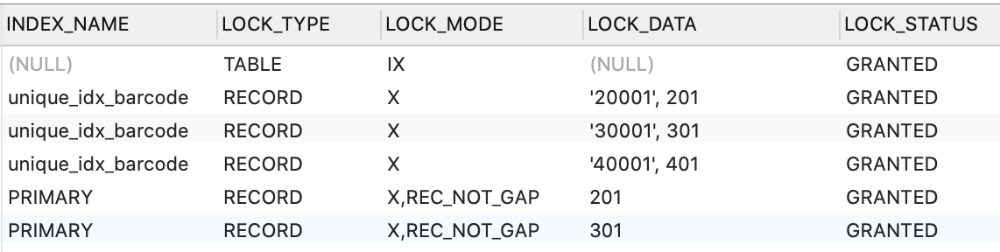 INDEX_NAME LOCK_TYPE LOCK_MODE LOCK_DATA LOCK_STATUS
(NULL) TABLE IX (NULL) GRANTED
unique_idx_barcode RECORD X '20001', 201 GRANTED
unique_idx_barcode RECORD X '30001', 301 GRANTED
unique_idx_barcode RECORD X '40001', 401 GRANTED
PRIMARY RECORD X,REC_NOT_GAP 201 GRANTED
PRIMARY RECORD X,REC_NOT_GAP 301 GRANTED